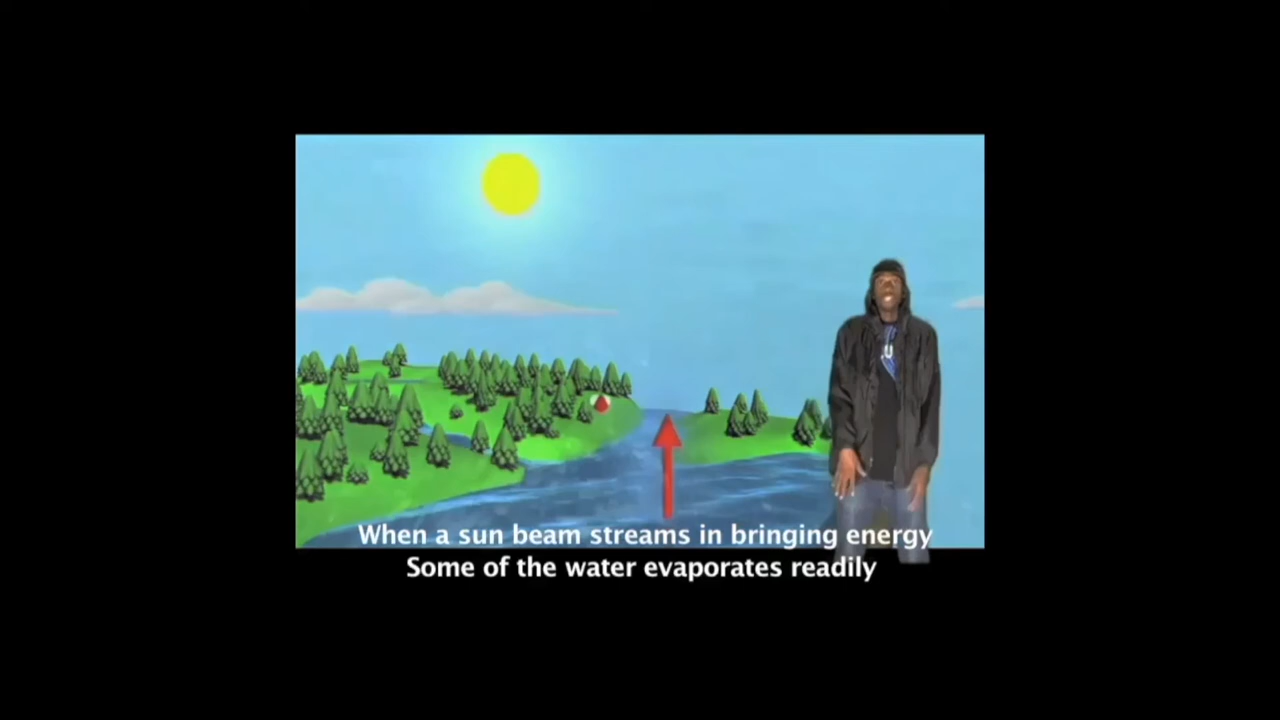 When a sun beam streams in bringing energy
Some of the water evaporates readily